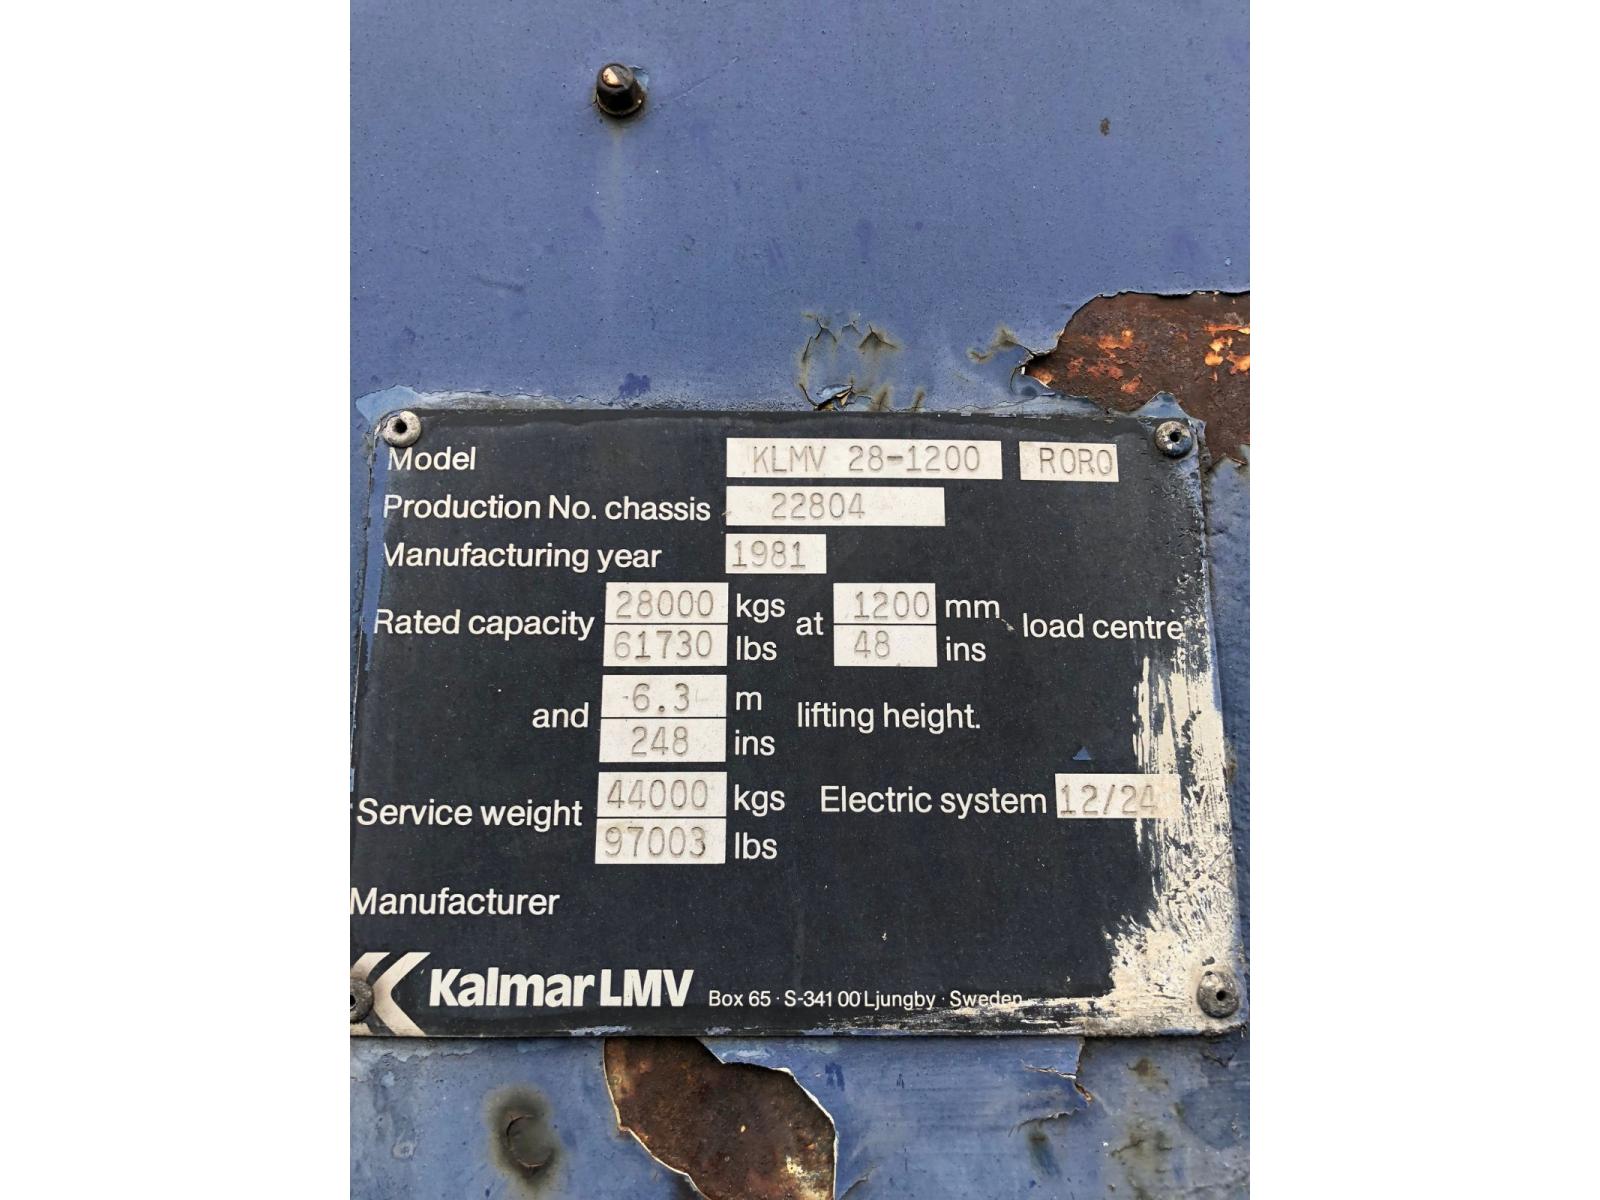 Model KLMV 28-1200 RORO
Production No. chassis 22804
Manufacturing year 1981
Rated capacity 28000 kgs at 1200 mm load centre
61730 lbs 48 ins
and 6.3 m lifting height.
248 ins
Service weight 44000 kgs Electric system 12/24 V
97003 lbs
Manufacturer
Kalmar LMV Box 65 · S-341 00 Ljungby · Sweden